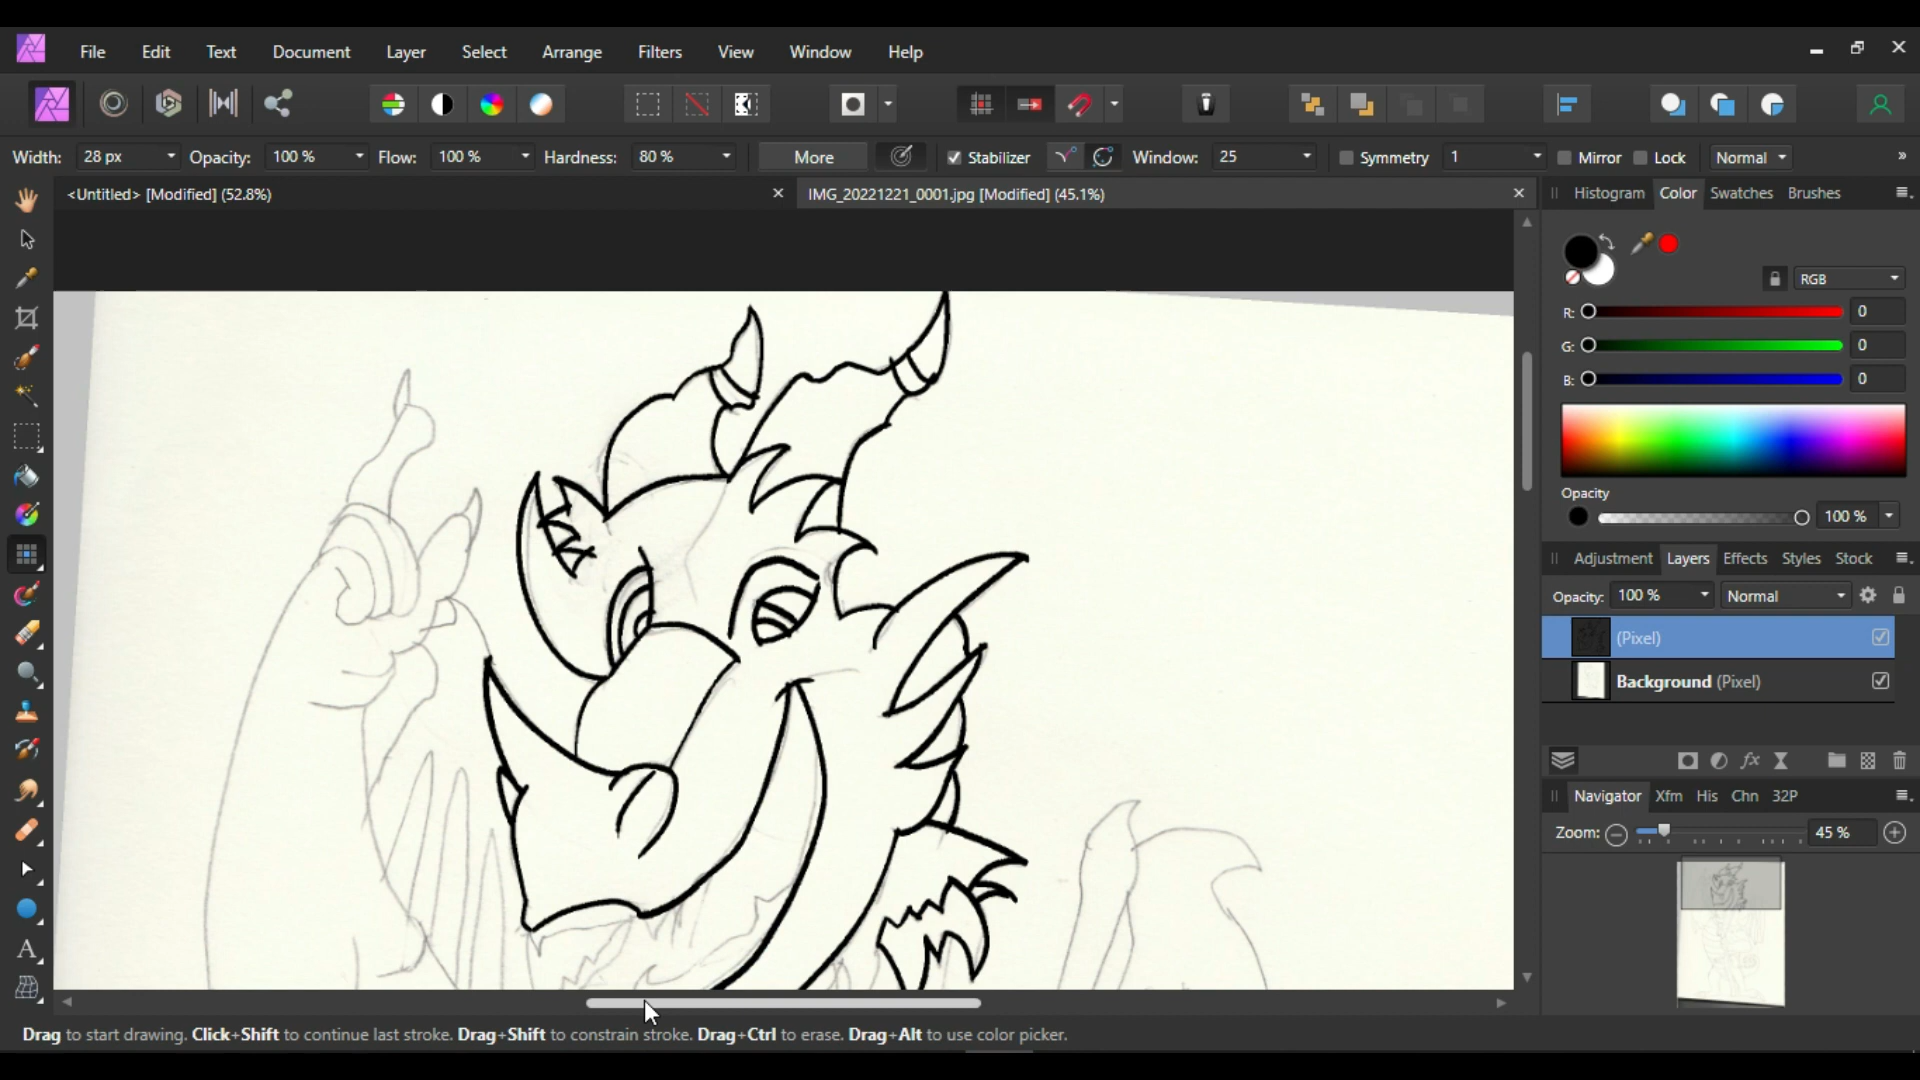 File Edit Text Document Layer Select Arrange Filters View Window Help
Width: 28 px Opacity: 100 % Flow: 100 % Hardness: 80 % More Stabilizer Window: 25 Symmetry 1 Mirror Lock Normal »
<Untitled> [Modified] (52.8%)
IMG_20221221_0001.jpg [Modified] (45.1%)
Histogram Color Swatches Brushes
RGB
R: 0
G: 0
B: 0
Opacity
100 %
Adjustment Layers Effects Styles Stock
Opacity: 100 % Normal
(Pixel)
Background (Pixel)
fx
Navigator Xfm His Chn 32P
Zoom: 45 %
A
Drag to start drawing. Click+Shift to continue last stroke. Drag+Shift to constrain stroke. Drag+Ctrl to erase. Drag+Alt to use color picker.